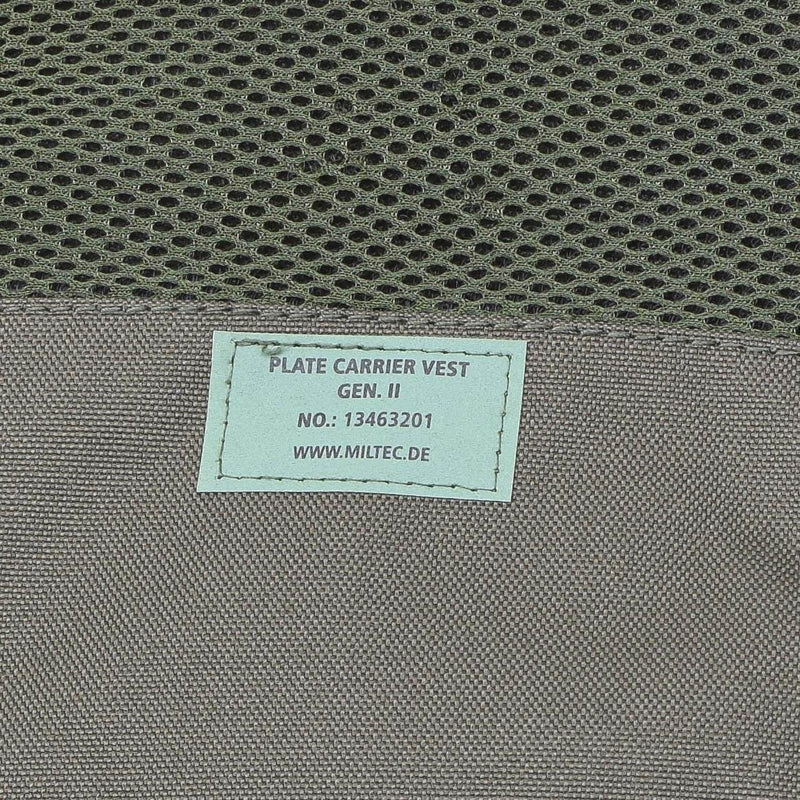 PLATE CARRIER VEST
GEN. II
NO.: 13463201
WWW.MILTEC.DE